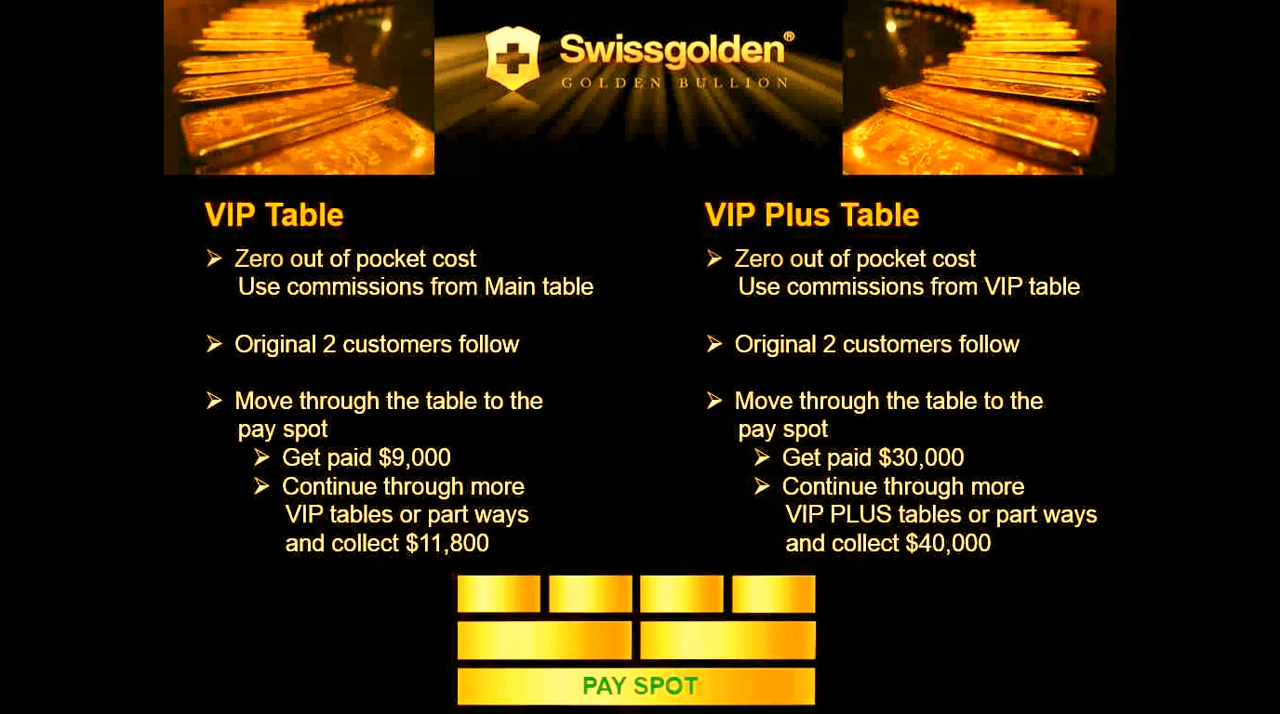 Swissgolden®
GOLDEN BULLIÖN
VIP Table
➢ Zero out of pocket cost
Use commissions from Main table
➢ Original 2 customers follow
➢ Move through the table to the
pay spot
➢ Get paid $9,000
➢ Continue through more
VIP tables or part ways
and collect $11,800
VIP Plus Table
➢ Zero out of pocket cost
Use commissions from VIP table
➢ Original 2 customers follow
➢ Move through the table to the
pay spot
➢ Get paid $30,000
➢ Continue through more
VIP PLUS tables or part ways
and collect $40,000
PAY SPOT